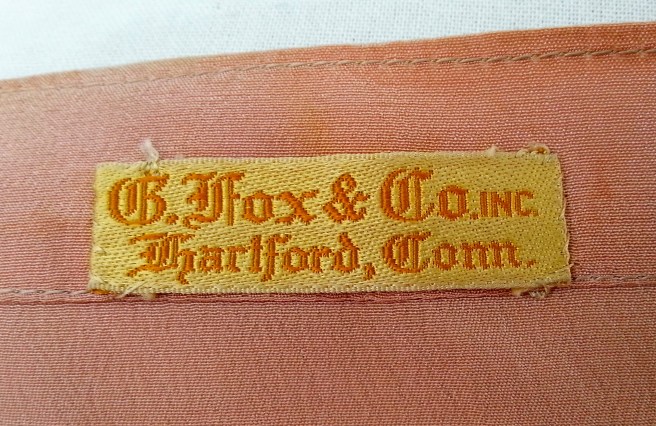 G. Fox & Co. INC.
Hartford, Conn.